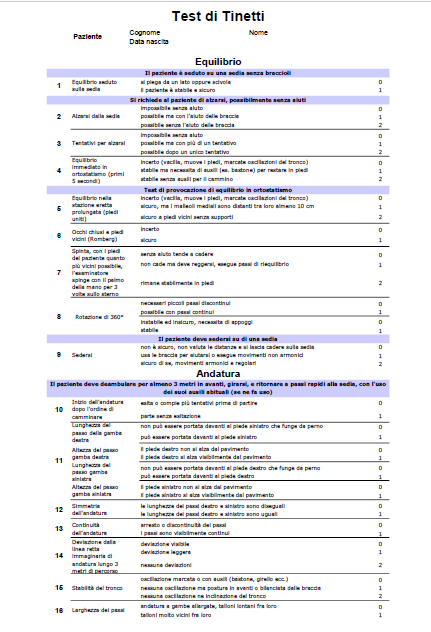 Test di Tinetti
Paziente Cognome Nome
Data nascita
Equilibrio
Il paziente è seduto su una sedia senza braccioli
1 Equilibrio seduto sulla sedia
si piega da un lato oppure scivola 0
il paziente è stabile e sicuro 1
Si richiede al paziente di alzarsi, possibilmente senza aiuti
2 Alzarsi dalla sedia
impossibile senza aiuto 0
possibile ma con l'aiuto delle braccia 1
possibile senza l'aiuto delle braccia 2
3 Tentativi per alzarsi
impossibile senza aiuto 0
possibile ma con più di un tentativo 1
possibile dopo un unico tentativo 2
4 Equilibrio immediato in ortostatismo (primi 5 secondi)
incerto (vacilla, muove i piedi, marcate oscillazioni del tronco) 0
stabile ma necessita di ausili (es. bastone) per restare in piedi 1
stabile senza ausili per il cammino 2
Test di provocazione di equilibrio in ortostatismo
5 Equilibrio nella stazione eretta prolungata (piedi uniti)
incerto (vacilla, muove i piedi, marcate oscillazioni del tronco) 0
sicuro, ma i malleoli mediali sono distanti tra loro almeno 10 cm 1
sicuro a piedi vicini senza supporti 2
6 Occhi chiusi e piedi vicini (Romberg)
incerto 0
sicuro 1
7 Spinta, con i piedi del paziente quanto più vicini possibile, l'esaminatore spinge con il palmo della mano per 3 volte sullo sterno
senza aiuto tende a cadere 0
non cade ma deve reggersi, esegue passi di riequilibrio 1
rimane stabilmente in piedi 2
8 Rotazione di 360°
necessari piccoli passi discontinui 0
possibile con passi continui 1
instabile ed insicuro, necessita di appoggi 0
stabile 1
Il paziente deve sedersi su di una sedia
9 Sedersi
non è sicuro, non valuta le distanze e si lascia cadere sulla sedia 0
usa le braccia per aiutarsi o esegue movimenti non armonici 1
sicuro di se, movimenti armonici e regolari 2
Andatura
Il paziente deve deambulare per almeno 3 metri in avanti, girarsi, e ritornare a passi rapidi alla sedia, con l'uso
dei suoi ausili abituali (se ne fa uso)
10 Inizio dell'andatura dopo l'ordine di camminare
esita o compie più tentativi prima di partire 0
parte senza esitazione 1
11 Lunghezza del passo della gamba destra
non può essere portata davanti al piede sinistro che funge da perno 0
può essere portata davanti al piede sinistro 1
Altezza del passo gamba destra
il piede destro non si alza dal pavimento 0
il piede destro si alza visibilmente dal pavimento 1
Lunghezza del passo gamba sinistra
non può essere portata davanti al piede destro che funge da perno 0
può essere portata davanti al piede destro 1
Altezza del passo gamba sinistra
il piede sinistro non si alza dal pavimento 0
il piede sinistro si alza visibilmente dal pavimento 1
12 Simmetria dell'andatura
le lunghezze del passo destro e sinistro sono diseguali 0
le lunghezze del passo destro e sinistro sono uguali 1
13 Continuità dell'andatura
arresto o discontinuità dei passi 0
i passi sono visibilmente continui 1
14 Deviazione dalla linea retta immaginaria di andatura lungo 3 metri di percorso
deviazione visibile 0
deviazione leggera 1
nessuna deviazioni 2
15 Stabilità del tronco
oscillazione marcata o con ausili (bastone, girello ecc.) 0
nessuna oscillazione ma posture in avanti o bilanciata dalle braccia 1
nessuna oscillazione ne inclinazione del tronco 2
16 Larghezza dei passi
andatura a gambe allargate, talloni lontani fra loro 0
talloni molto vicini fra loro 1